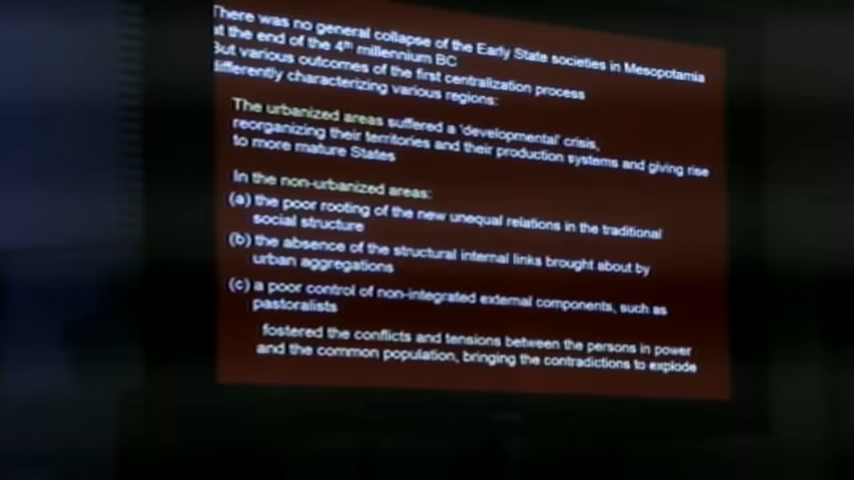 There was no general collapse of the Early State societies in Mesopotamia
at the end of the 4th millennium BC
But various outcomes of the first centralization process
differently characterizing various regions:
The urbanized areas suffered a 'developmental' crisis,
reorganizing their territories and their production systems and giving rise
to more mature States
In the non-urbanized areas:
(a) the poor rooting of the new unequal relations in the traditional
social structure
(b) the absence of the structural internal links brought about by
urban aggregations
(c) a poor control of non-integrated external components, such as
pastoralists
fostered the conflicts and tensions between the persons in power
and the common population, bringing the contradictions to explode